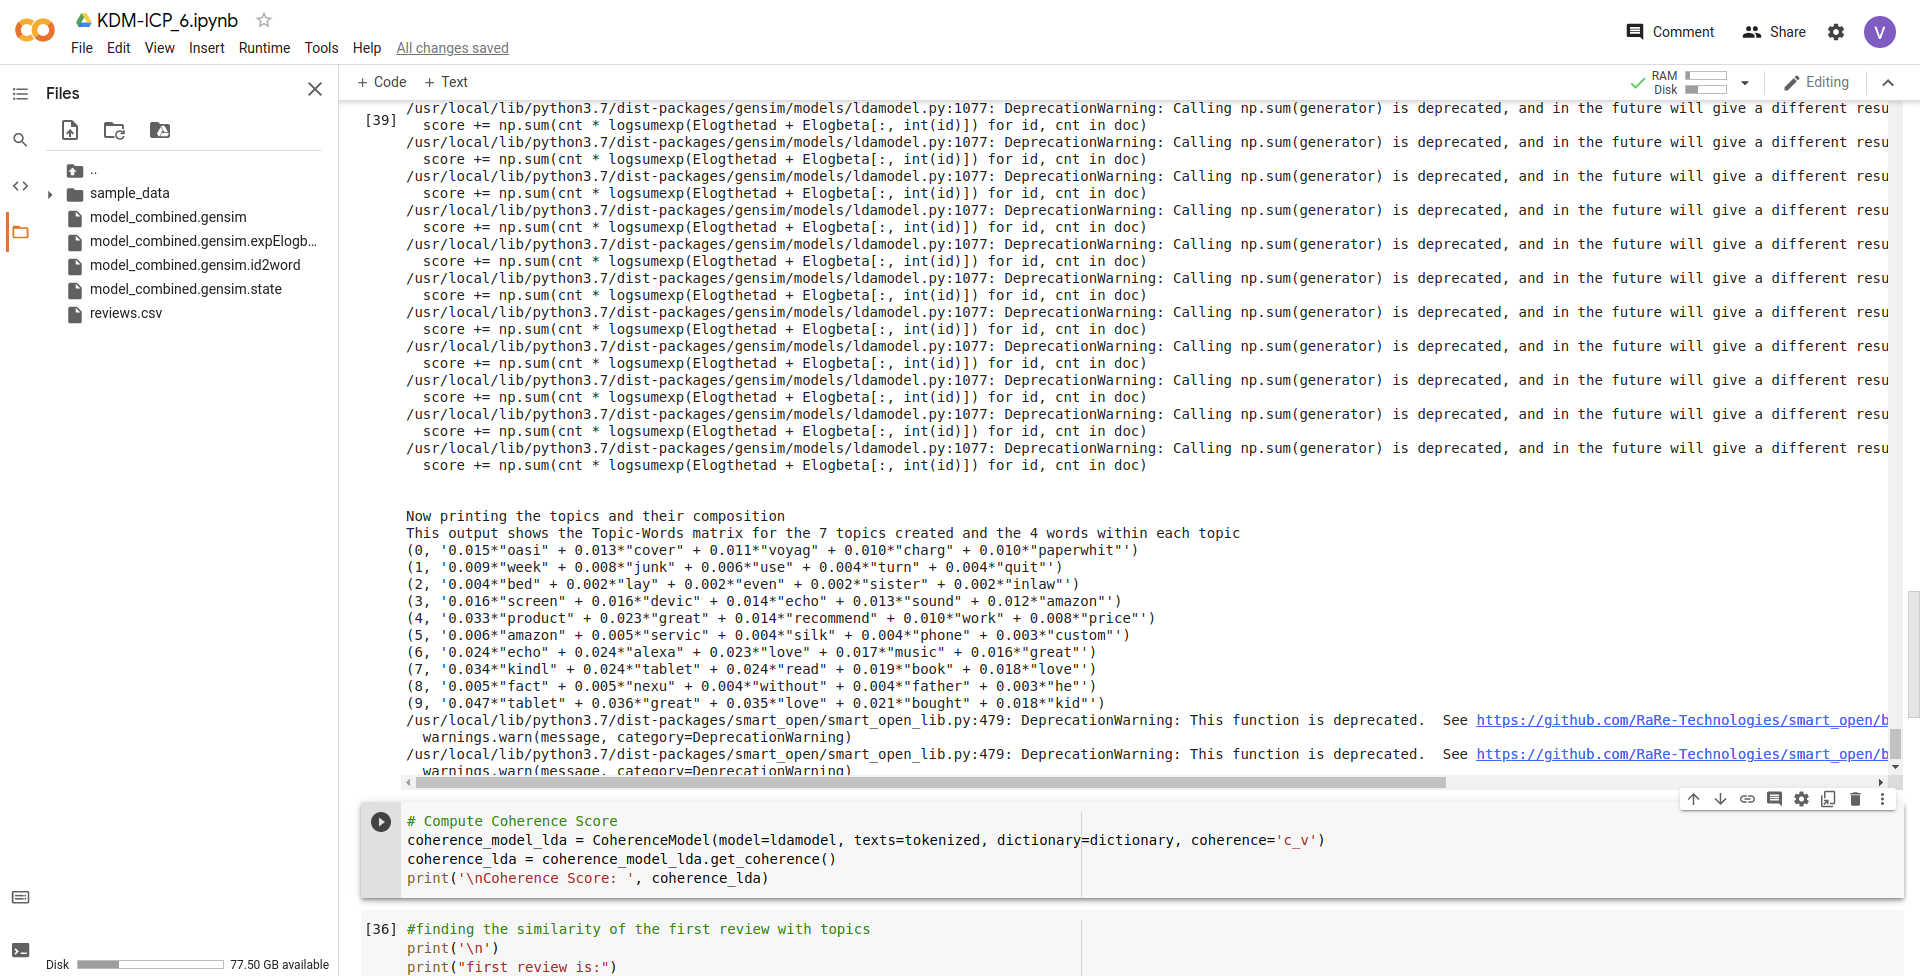 KDM-ICP_6.ipynb
File Edit View Insert Runtime Tools Help All changes saved
Comment Share V
Files
+ Code + Text
RAM
Disk
Editing
..
sample_data
model_combined.gensim
model_combined.gensim.expElogb...
model_combined.gensim.id2word
model_combined.gensim.state
reviews.csv
Disk 77.50 GB available
[39]
/usr/local/lib/python3.7/dist-packages/gensim/models/ldamodel.py:1077: DeprecationWarning: Calling np.sum(generator) is deprecated, and in the future will give a different resu
score += np.sum(cnt * logsumexp(Elogthetad + Elogbeta[:, int(id)]) for id, cnt in doc)
/usr/local/lib/python3.7/dist-packages/gensim/models/ldamodel.py:1077: DeprecationWarning: Calling np.sum(generator) is deprecated, and in the future will give a different resu
score += np.sum(cnt * logsumexp(Elogthetad + Elogbeta[:, int(id)]) for id, cnt in doc)
/usr/local/lib/python3.7/dist-packages/gensim/models/ldamodel.py:1077: DeprecationWarning: Calling np.sum(generator) is deprecated, and in the future will give a different resu
score += np.sum(cnt * logsumexp(Elogthetad + Elogbeta[:, int(id)]) for id, cnt in doc)
/usr/local/lib/python3.7/dist-packages/gensim/models/ldamodel.py:1077: DeprecationWarning: Calling np.sum(generator) is deprecated, and in the future will give a different resu
score += np.sum(cnt * logsumexp(Elogthetad + Elogbeta[:, int(id)]) for id, cnt in doc)
/usr/local/lib/python3.7/dist-packages/gensim/models/ldamodel.py:1077: DeprecationWarning: Calling np.sum(generator) is deprecated, and in the future will give a different resu
score += np.sum(cnt * logsumexp(Elogthetad + Elogbeta[:, int(id)]) for id, cnt in doc)
/usr/local/lib/python3.7/dist-packages/gensim/models/ldamodel.py:1077: DeprecationWarning: Calling np.sum(generator) is deprecated, and in the future will give a different resu
score += np.sum(cnt * logsumexp(Elogthetad + Elogbeta[:, int(id)]) for id, cnt in doc)
/usr/local/lib/python3.7/dist-packages/gensim/models/ldamodel.py:1077: DeprecationWarning: Calling np.sum(generator) is deprecated, and in the future will give a different resu
score += np.sum(cnt * logsumexp(Elogthetad + Elogbeta[:, int(id)]) for id, cnt in doc)
/usr/local/lib/python3.7/dist-packages/gensim/models/ldamodel.py:1077: DeprecationWarning: Calling np.sum(generator) is deprecated, and in the future will give a different resu
score += np.sum(cnt * logsumexp(Elogthetad + Elogbeta[:, int(id)]) for id, cnt in doc)
/usr/local/lib/python3.7/dist-packages/gensim/models/ldamodel.py:1077: DeprecationWarning: Calling np.sum(generator) is deprecated, and in the future will give a different resu
score += np.sum(cnt * logsumexp(Elogthetad + Elogbeta[:, int(id)]) for id, cnt in doc)
/usr/local/lib/python3.7/dist-packages/gensim/models/ldamodel.py:1077: DeprecationWarning: Calling np.sum(generator) is deprecated, and in the future will give a different resu
score += np.sum(cnt * logsumexp(Elogthetad + Elogbeta[:, int(id)]) for id, cnt in doc)
/usr/local/lib/python3.7/dist-packages/gensim/models/ldamodel.py:1077: DeprecationWarning: Calling np.sum(generator) is deprecated, and in the future will give a different resu
score += np.sum(cnt * logsumexp(Elogthetad + Elogbeta[:, int(id)]) for id, cnt in doc)
Now printing the topics and their composition
This output shows the Topic-Words matrix for the 7 topics created and the 4 words within each topic
(0, '0.015*"oasi" + 0.013*"cover" + 0.011*"voyag" + 0.010*"charg" + 0.010*"paperwhit"')
(1, '0.009*"week" + 0.008*"junk" + 0.006*"use" + 0.004*"turn" + 0.004*"quit"')
(2, '0.004*"bed" + 0.002*"lay" + 0.002*"even" + 0.002*"sister" + 0.002*"inlaw"')
(3, '0.016*"screen" + 0.016*"devic" + 0.014*"echo" + 0.013*"sound" + 0.012*"amazon"')
(4, '0.033*"product" + 0.023*"great" + 0.014*"recommend" + 0.010*"work" + 0.008*"price"')
(5, '0.006*"amazon" + 0.005*"servic" + 0.004*"silk" + 0.004*"phone" + 0.003*"custom"')
(6, '0.024*"echo" + 0.024*"alexa" + 0.023*"love" + 0.017*"music" + 0.016*"great"')
(7, '0.034*"kindl" + 0.024*"tablet" + 0.024*"read" + 0.019*"book" + 0.018*"love"')
(8, '0.005*"fact" + 0.005*"nexu" + 0.004*"without" + 0.004*"father" + 0.003*"he"')
(9, '0.047*"tablet" + 0.036*"great" + 0.035*"love" + 0.021*"bought" + 0.018*"kid"')
/usr/local/lib/python3.7/dist-packages/smart_open/smart_open_lib.py:479: DeprecationWarning: This function is deprecated.  See https://github.com/RaRe-Technologies/smart_open/b
warnings.warn(message, category=DeprecationWarning)
/usr/local/lib/python3.7/dist-packages/smart_open/smart_open_lib.py:479: DeprecationWarning: This function is deprecated.  See https://github.com/RaRe-Technologies/smart_open/b
warnings.warn(message, category=DeprecationWarning)
# Compute Coherence Score
coherence_model_lda = CoherenceModel(model=ldamodel, texts=tokenized, dictionary=dictionary, coherence='c_v')
coherence_lda = coherence_model_lda.get_coherence()
print('\nCoherence Score: ', coherence_lda)
[36] #finding the similarity of the first review with topics
print('\n')
print("first review is:")